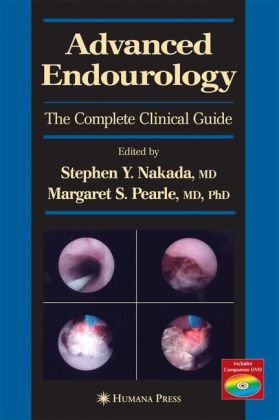 Advanced
Endourology
The Complete Clinical Guide
Edited by
Stephen Y. Nakada, MD
Margaret S. Pearle, MD, PhD
Includes
Companion DVD
HUMANA PRESS